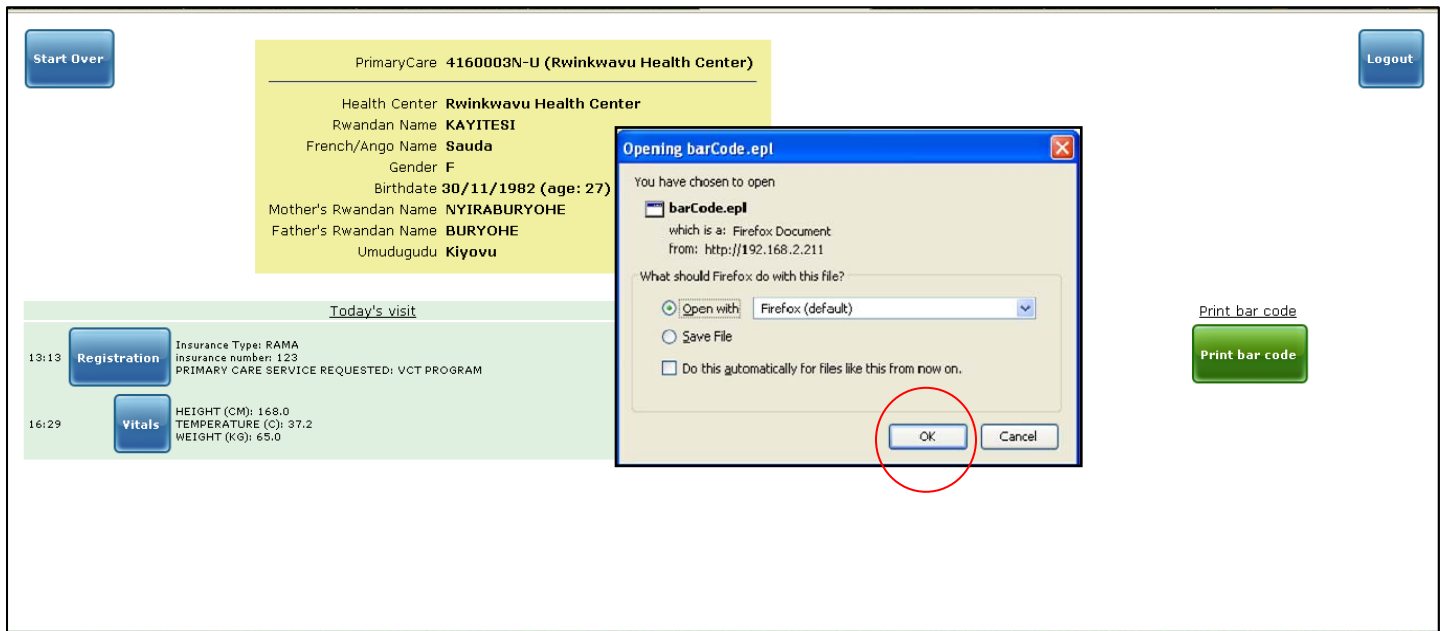 Start Over
PrimaryCare 4160003N-U (Rwinkwavu Health Center)
Logout
Health Center Rwinkwavu Health Center
Rwandan Name KAYITESI
French/Ango Name Sauda
Gender F
Birthdate 30/11/1982 (age: 27)
Mother's Rwandan Name NYIRABURYOHE
Father's Rwandan Name BURYOHE
Umudugudu Kiyovu
Opening barCode.epl
You have chosen to open
barCode.epl
which is a: Firefox Document
from: http://192.168.2.211
What should Firefox do with this file?
Open with Firefox (default)
Save File
Do this automatically for files like this from now on.
OK Cancel
Today's visit
13:13 Registration
Insurance Type: RAMA
insurance number: 123
PRIMARY CARE SERVICE REQUESTED: VCT PROGRAM
16:29 Vitals
HEIGHT (CM): 168.0
TEMPERATURE (C): 37.2
WEIGHT (KG): 65.0
Print bar code
Print bar code